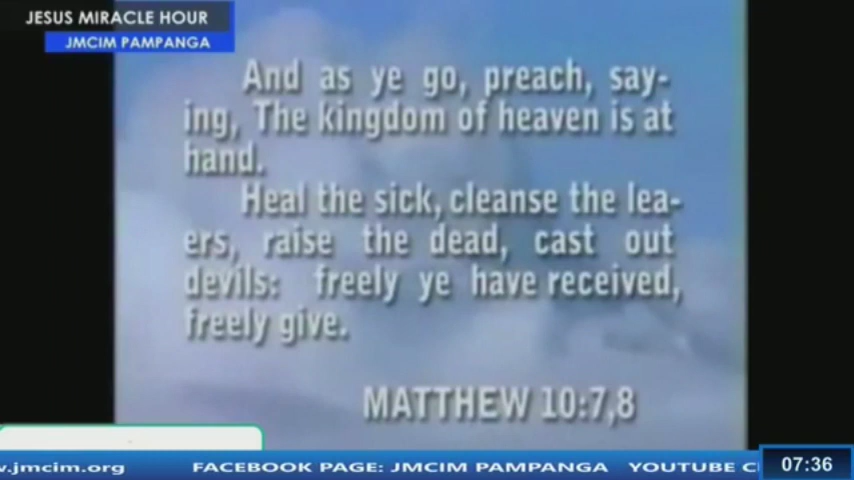 JESUS MIRACLE HOUR
JMCIM PAMPANGA
And as ye go, preach, say-
ing, The kingdom of heaven is at
hand.
Heal the sick, cleanse the lea-
ers, raise the dead, cast out
devils: freely ye have received,
freely give.
MATTHEW 10:7,8
w.jmcim.org FACEBOOK PAGE: JMCIM PAMPANGA YOUTUBE C
07:36